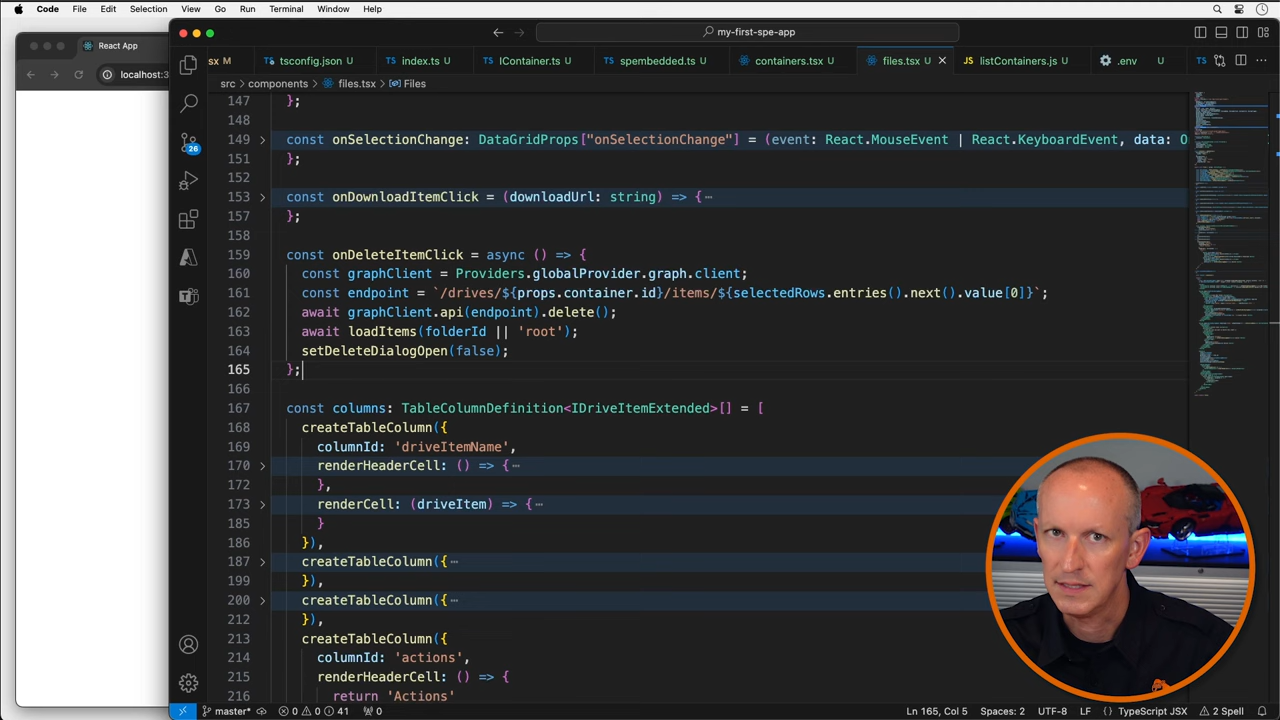 Code File Edit Selection View Go Run Terminal Window Help
React App
localhost:3
my-first-spe-app
sx M tsconfig.json U index.ts U IContainer.ts U spembedded.ts U containers.tsx U files.tsx U listContainers.js U .env U
src > components > files.tsx > Files
147 };
148
149 const onSelectionChange: DataGridProps["onSelectionChange"] = (event: React.MouseEvent | React.KeyboardEvent, data: O
151 };
152
153 const onDownloadItemClick = (downloadUrl: string) => {
157 };
158
159 const onDeleteItemClick = async () => {
160 const graphClient = Providers.globalProvider.graph.client;
161 const endpoint = `/drives/${props.container.id}/items/${selectedRows.entries().next().value[0]}`;
162 await graphClient.api(endpoint).delete();
163 await loadItems(folderId || 'root');
164 setDeleteDialogOpen(false);
165 };
166
167 const columns: TableColumnDefinition<IDriveItemExtended>[] = [
168 createTableColumn({
169 columnId: 'driveItemName',
170 renderHeaderCell: () => {
172 },
173 renderCell: (driveItem) => {
185 }
186 }),
187 createTableColumn({
199 }),
200 createTableColumn({
212 }),
213 createTableColumn({
214 columnId: 'actions',
215 renderHeaderCell: () => {
216 return 'Actions'
26
master* 0 0 41 0 Ln 165, Col 5 Spaces: 2 UTF-8 LF {} TypeScript JSX 2 Spell